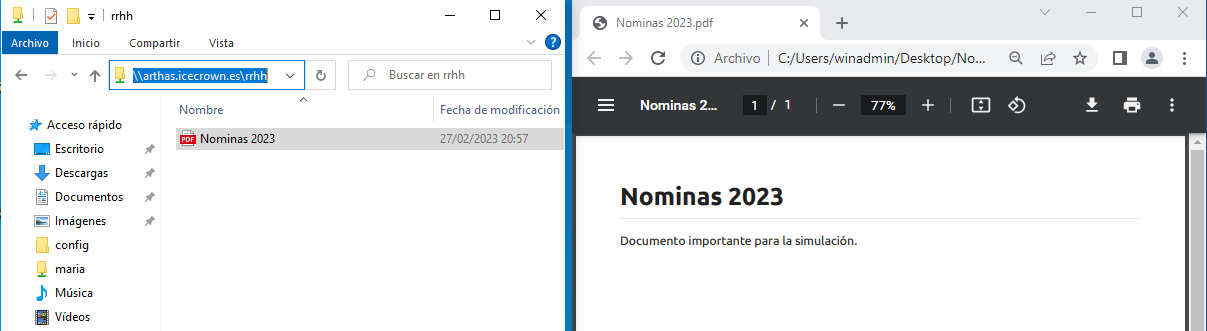 rrhh
Archivo Inicio Compartir Vista
\\arthas.icecrown.es\rrhh
Buscar en rrhh
Nombre Fecha de modificación
Acceso rápido
Escritorio
Descargas
Documentos
Imágenes
config
maria
Música
Vídeos
PDF Nominas 2023 27/02/2023 20:57
Nominas 2023.pdf
Archivo C:/Users/winadmin/Desktop/No...
Nominas 2... 1 / 1 77%
Nominas 2023
Documento importante para la simulación.